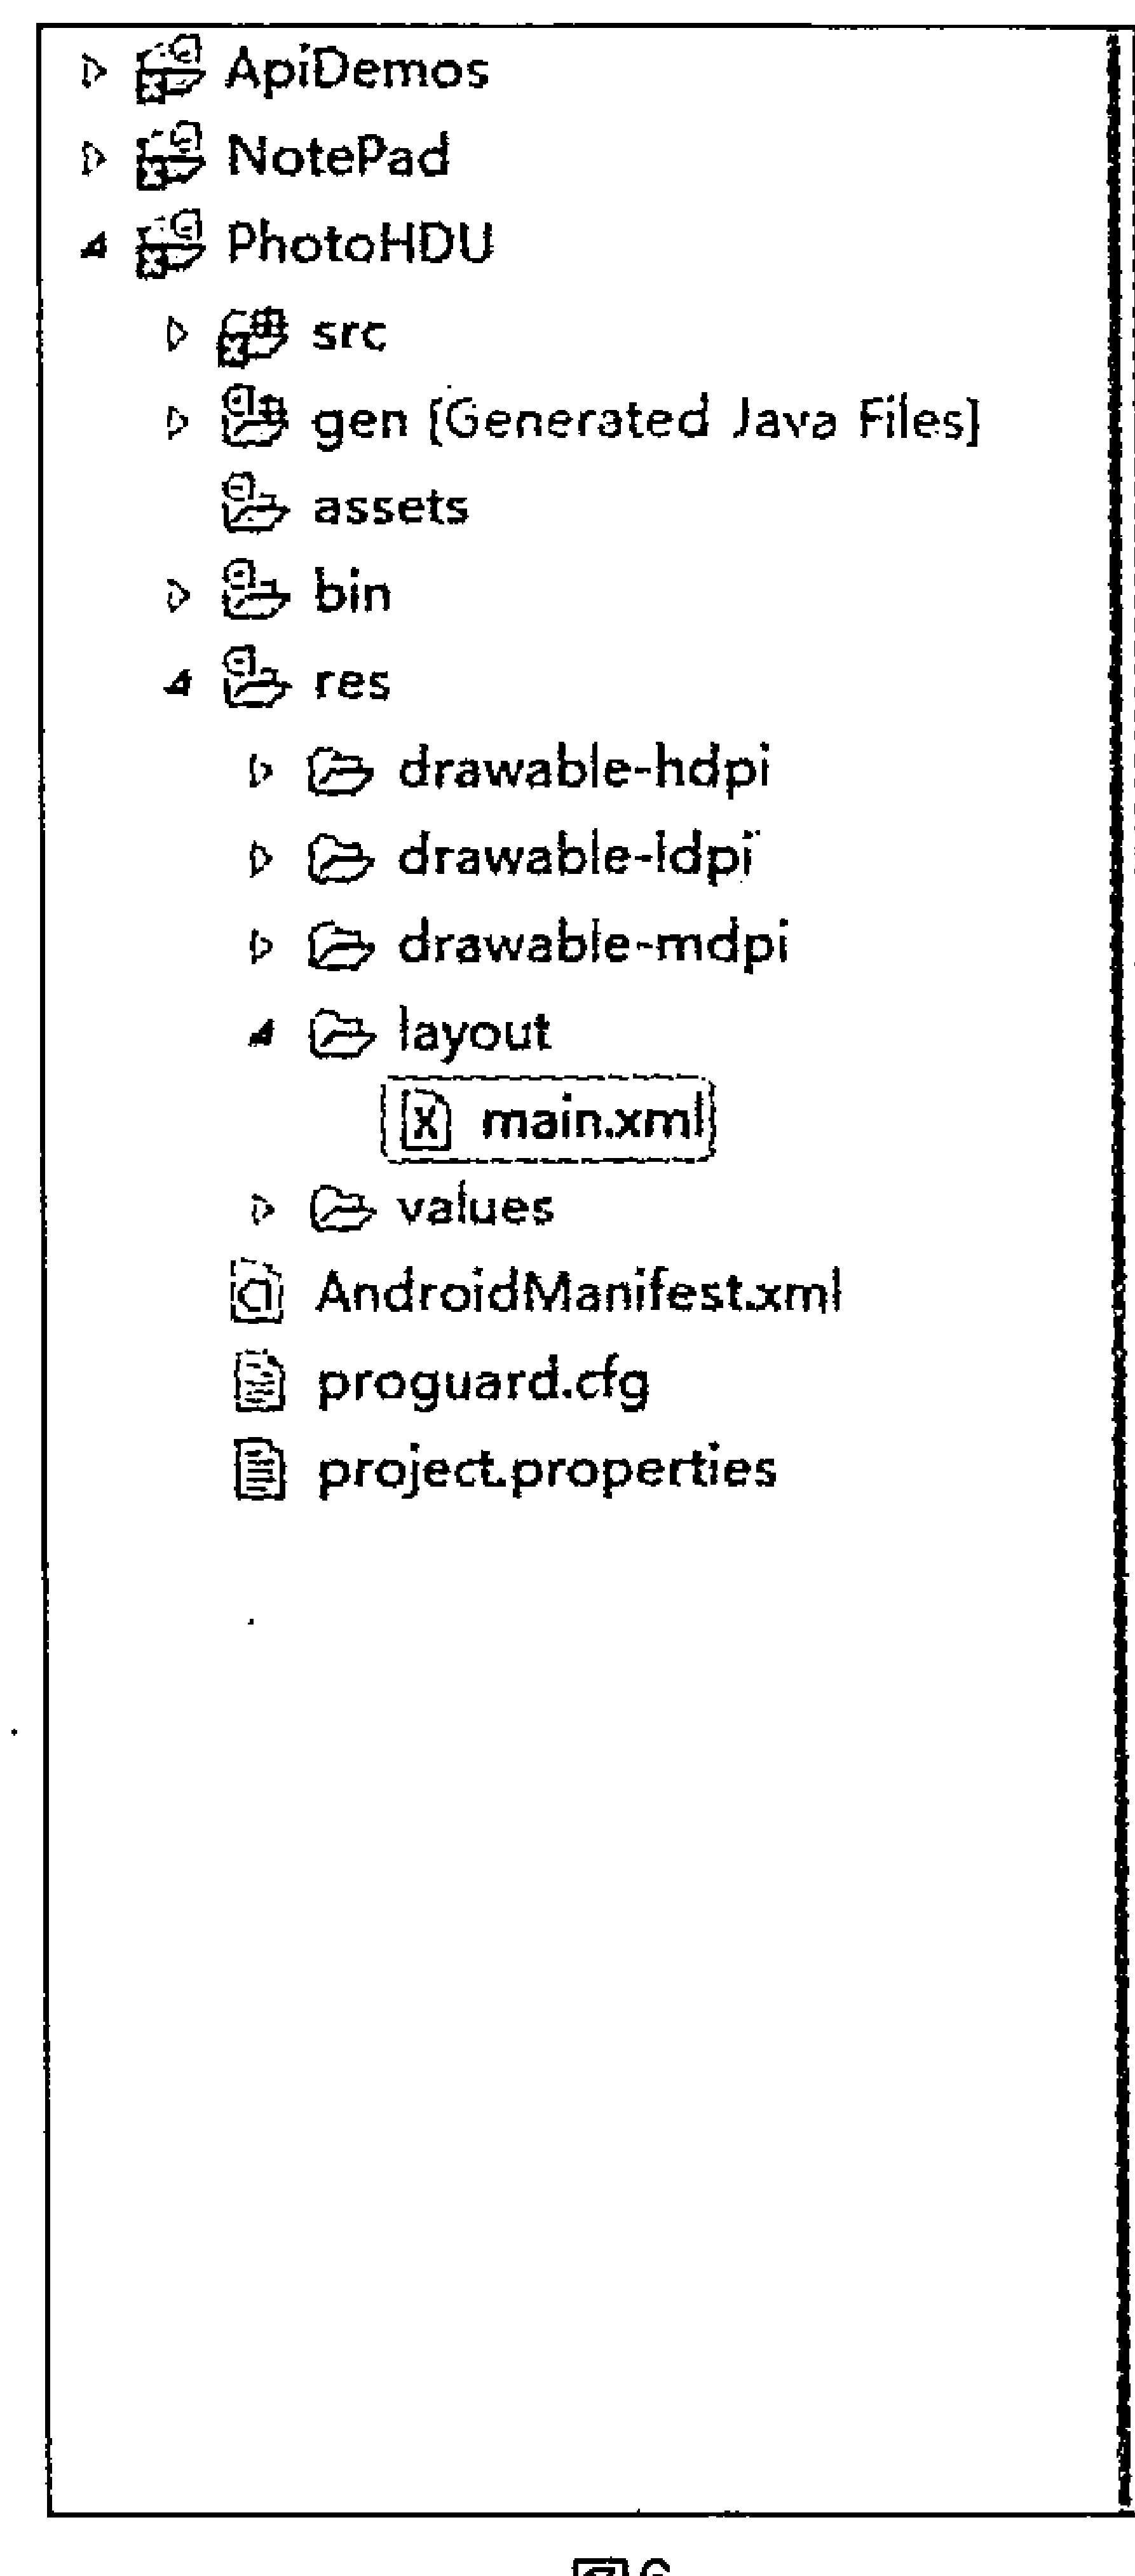 ApiDemos
NotePad
PhotoHDU
src
gen [Generated Java Files]
assets
bin
res
drawable-hdpi
drawable-ldpi
drawable-mdpi
layout
main.xml
values
AndroidManifest.xml
proguard.cfg
project.properties